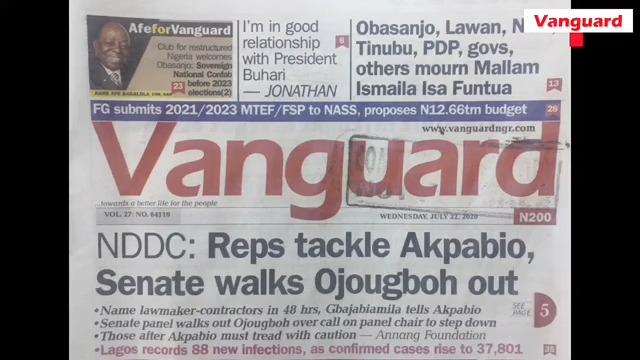 AfeforVanguard
Club for restructured
Nigeria welcomes
Obasanjo: Sovereign
National Confab
before 2023
elections(2)
23
I'm in good
relationship
with President
Buhari
— JONATHAN
8
Obasanjo, Lawan,
Tinubu, PDP, govs,
others mourn Mallam
Ismaila Isa Funtua
13
Vanguard
FG submits 2021/2023 MTEF/FSP to NASS, proposes N12.66trn budget
28
www.vanguardngr.com
Vanguard
...towards a better life for the people
VOL. 27: NO. 64119
WEDNESDAY, JULY 22, 2020
N200
NDDC: Reps tackle Akpabio,
Senate walks Ojougboh out
•Name lawmaker-contractors in 48 hrs, Gbajabiamila tells Akpabio
•Senate panel walks out Ojougboh over call on panel chair to step down
•Those after Akpabio must tread with caution — Annang Foundation
•Lagos records 88 new infections, as confirmed cases rise to 37,801
SEE
PAGE
5